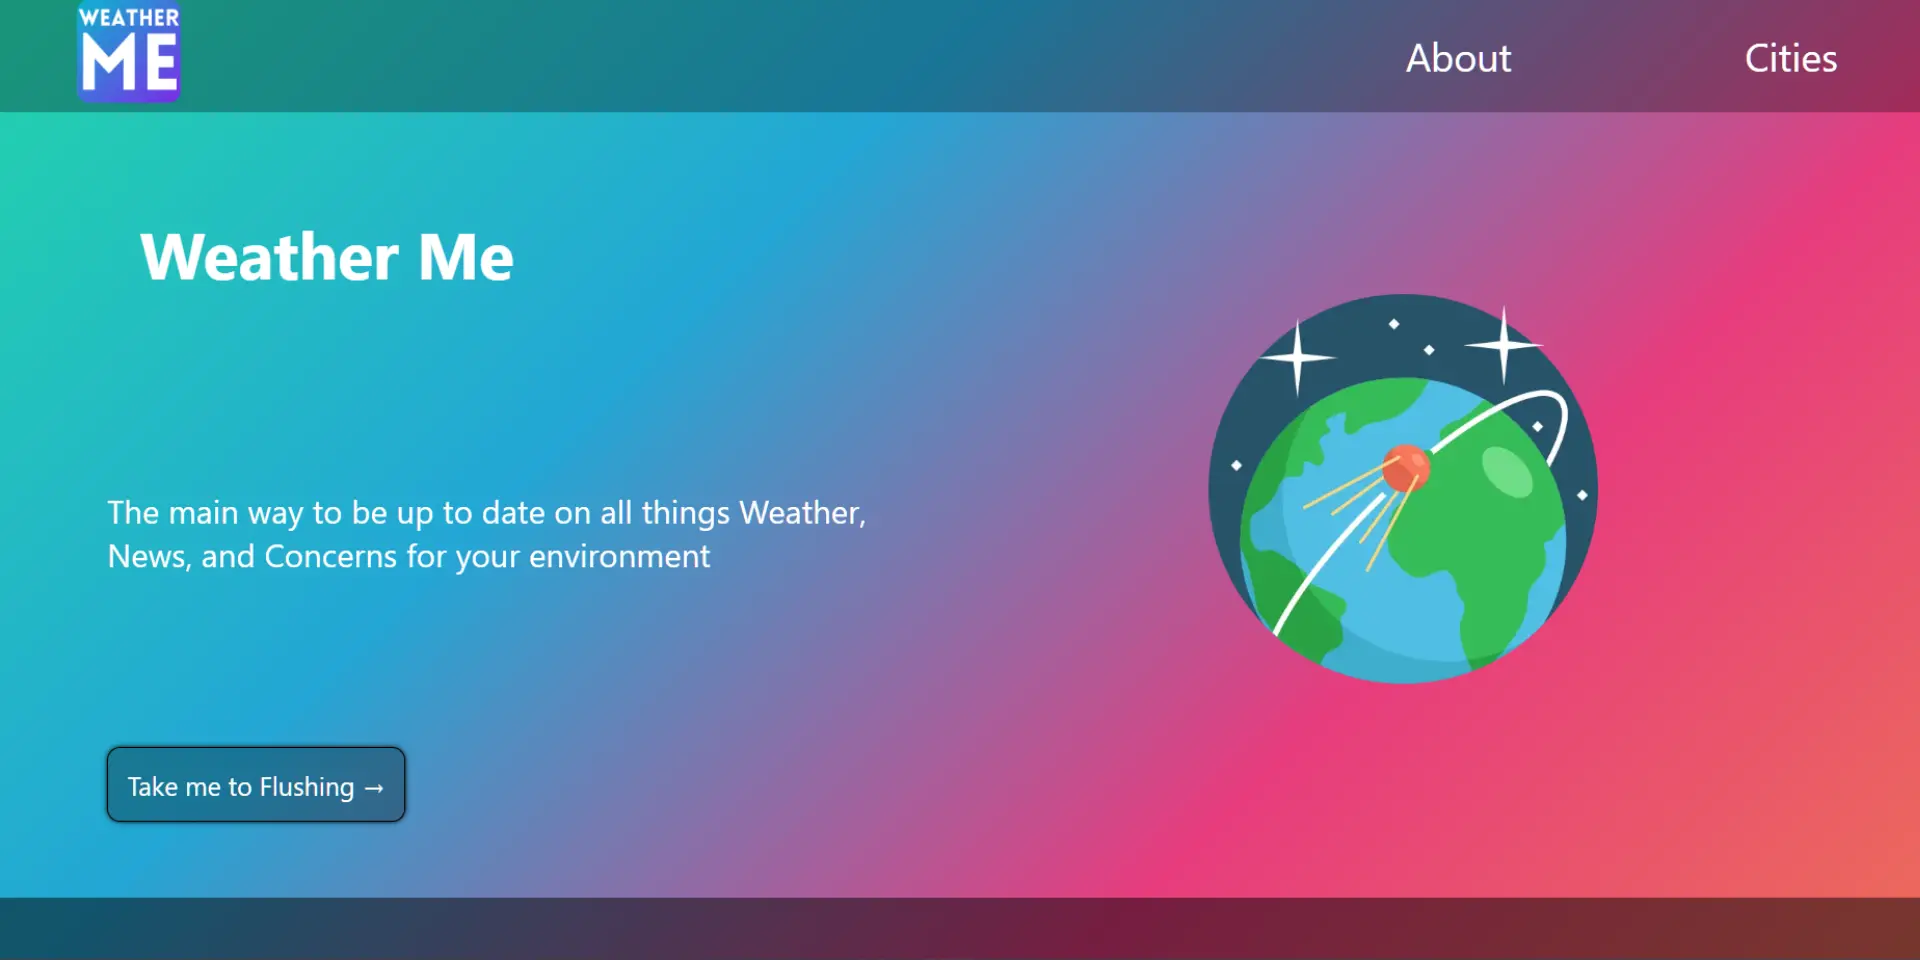 WEATHER
ME
About
Cities
Weather Me
The main way to be up to date on all things Weather,
News, and Concerns for your environment
Take me to Flushing →